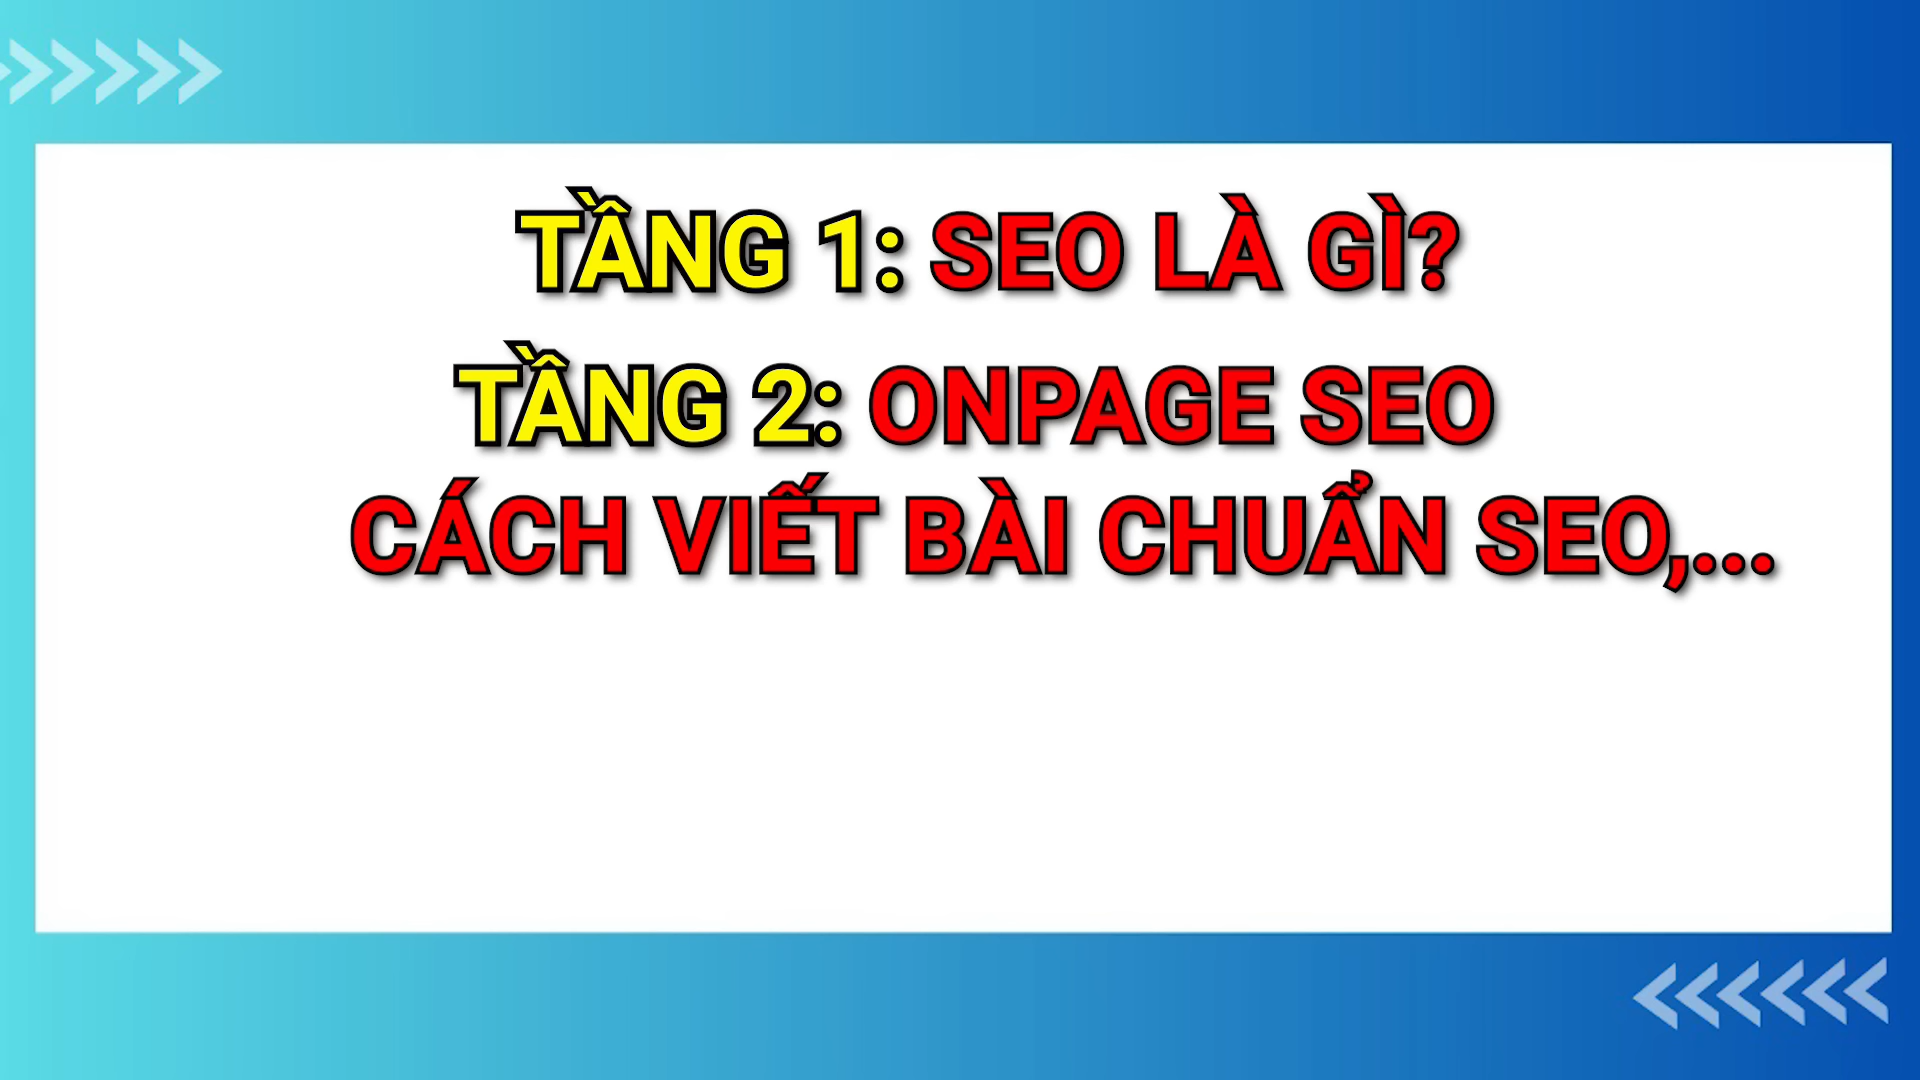 TẦNG 1: SEO LÀ GÌ?
TẦNG 2: ONPAGE SEO
CÁCH VIẾT BÀI CHUẨN SEO,...